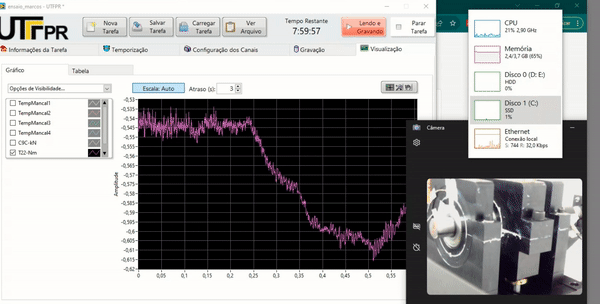 ensaio_marcos - UTFPR *
UTFPR
Nova Tarefa
Salvar Tarefa
Carregar Tarefa
Ver Arquivo
Tempo Restante
7:59:57
Lendo e Gravando
Parar Tarefa
Informações da Tarefa
Temporização
Configuração dos Canais
Gravação
Visualização
Gráfico
Tabela
Opções de Visibilidade...
Escala: Auto
Atraso (s):
3
TempMancal1
TempMancal2
TempMancal3
TempMancal4
C9C-kN
T22-Nm
Amplitude
-0,53
-0,535
-0,54
-0,545
-0,55
-0,555
-0,56
-0,565
-0,57
-0,575
-0,58
-0,585
-0,59
-0,595
-0,6
-0,605
-0,61
-0,615
-0,62
0
0,05
0,1
0,15
0,2
0,25
0,3
0,35
0,4
0,45
0,5
0,55
CPU
21% 2,90 GHz
Memória
2,4/3,7 GB (65%)
Disco 0 (D: E:)
HDD
0%
Disco 1 (C:)
SSD
1%
Ethernet
Conexão local
S: 744 R: 32,0 Kbps
Câmera